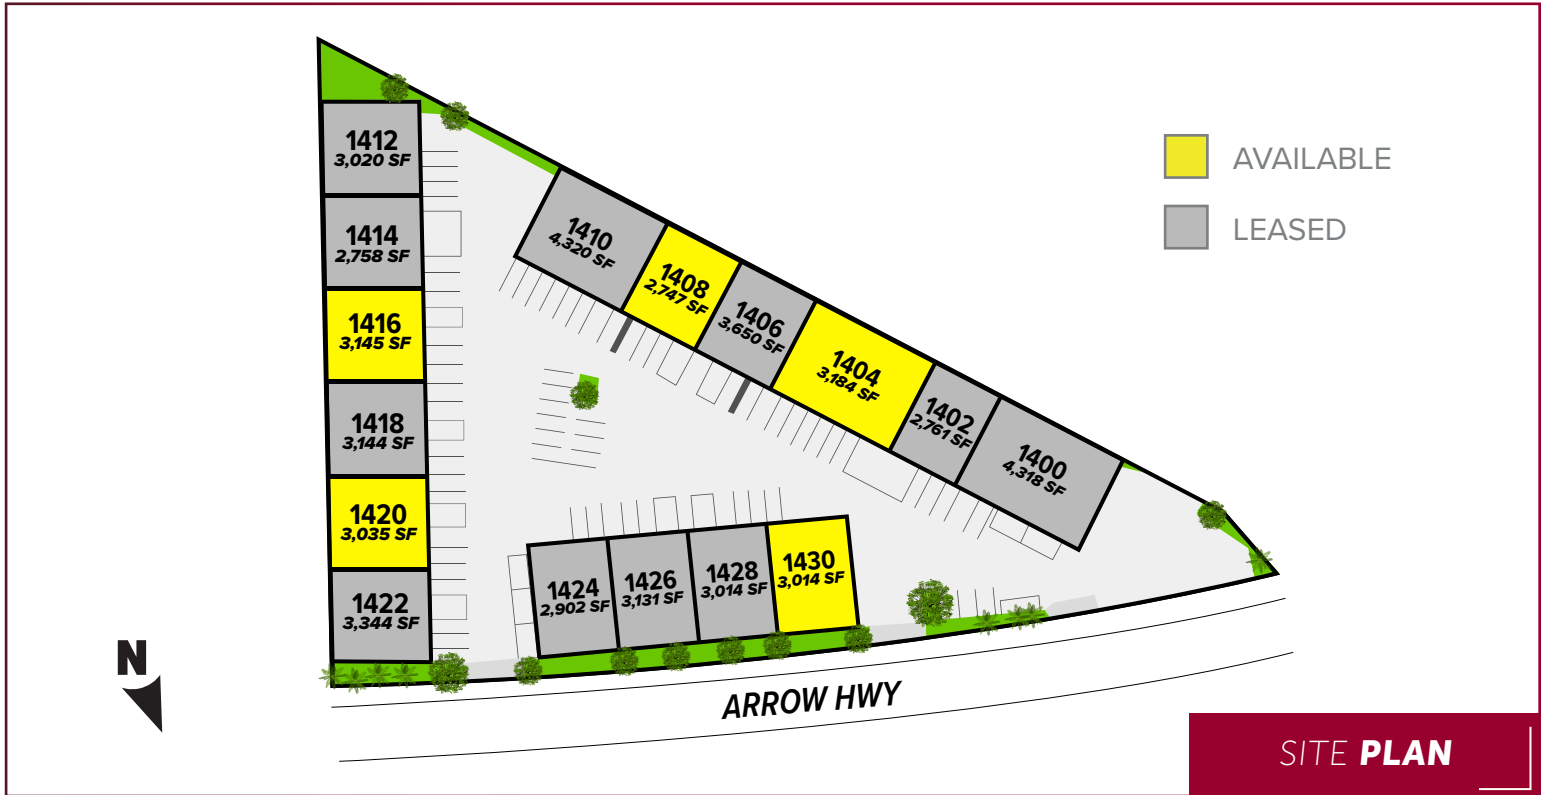 1412
3,020 SF
1414
2,758 SF
1416
3,145 SF
1418
3,144 SF
1420
3,035 SF
1422
3,344 SF
1410
4,320 SF
1408
2,747 SF
1406
3,650 SF
1404
3,184 SF
1402
2,761 SF
1400
4,318 SF
1424
2,902 SF
1426
3,131 SF
1428
3,014 SF
1430
3,014 SF
AVAILABLE
LEASED
N
ARROW HWY
SITE PLAN